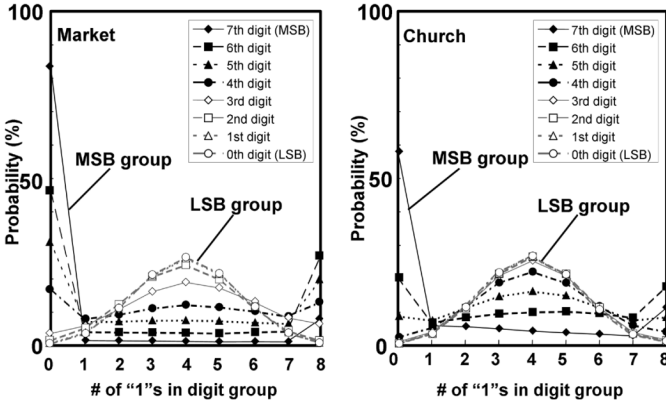 Market
100
50
0
Probability (%)
7th digit (MSB)
6th digit
5th digit
4th digit
3rd digit
2nd digit
1st digit
0th digit (LSB)
MSB group
LSB group
0 1 2 3 4 5 6 7 8
# of “1”s in digit group
Church
100
50
0
Probability (%)
7th digit (MSB)
6th digit
5th digit
4th digit
3rd digit
2nd digit
1st digit
0th digit (LSB)
MSB group
LSB group
0 1 2 3 4 5 6 7 8
# of “1”s in digit group